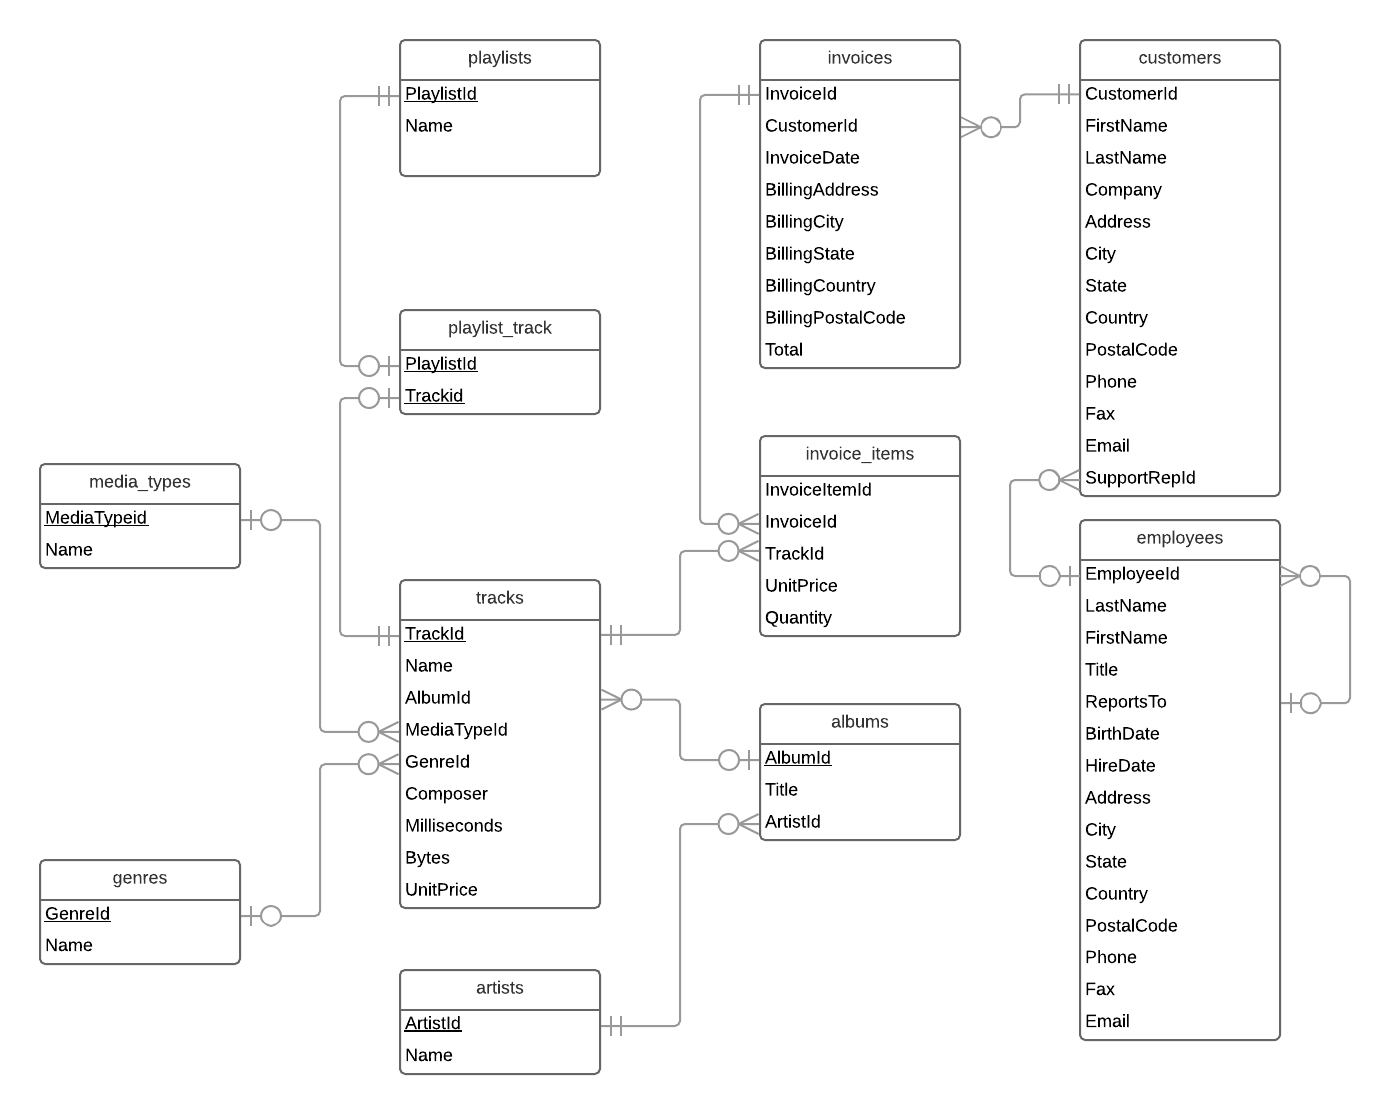 playlists
PlaylistId
Name
playlist_track
PlaylistId
Trackid
media_types
MediaTypeid
Name
genres
GenreId
Name
tracks
TrackId
Name
AlbumId
MediaTypeId
GenreId
Composer
Milliseconds
Bytes
UnitPrice
artists
ArtistId
Name
invoices
InvoiceId
CustomerId
InvoiceDate
BillingAddress
BillingCity
BillingState
BillingCountry
BillingPostalCode
Total
invoice_items
InvoiceItemId
InvoiceId
TrackId
UnitPrice
Quantity
albums
AlbumId
Title
ArtistId
customers
CustomerId
FirstName
LastName
Company
Address
City
State
Country
PostalCode
Phone
Fax
Email
SupportRepId
employees
EmployeeId
LastName
FirstName
Title
ReportsTo
BirthDate
HireDate
Address
City
State
Country
PostalCode
Phone
Fax
Email